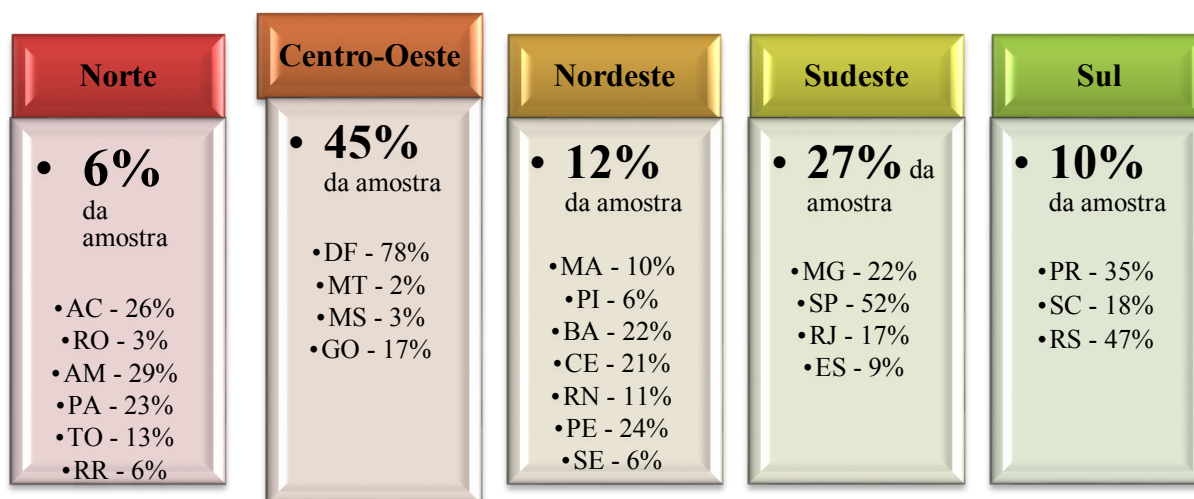 Norte
• 6%
da
amostra
•AC - 26%
•RO - 3%
•AM - 29%
•PA - 23%
•TO - 13%
•RR - 6%
Centro-Oeste
• 45%
da amostra
•DF - 78%
•MT - 2%
•MS - 3%
•GO - 17%
Nordeste
• 12%
da amostra
•MA - 10%
•PI - 6%
•BA - 22%
•CE - 21%
•RN - 11%
•PE - 24%
•SE - 6%
Sudeste
• 27% da
amostra
•MG - 22%
•SP - 52%
•RJ - 17%
•ES - 9%
Sul
• 10%
da amostra
•PR - 35%
•SC - 18%
•RS - 47%